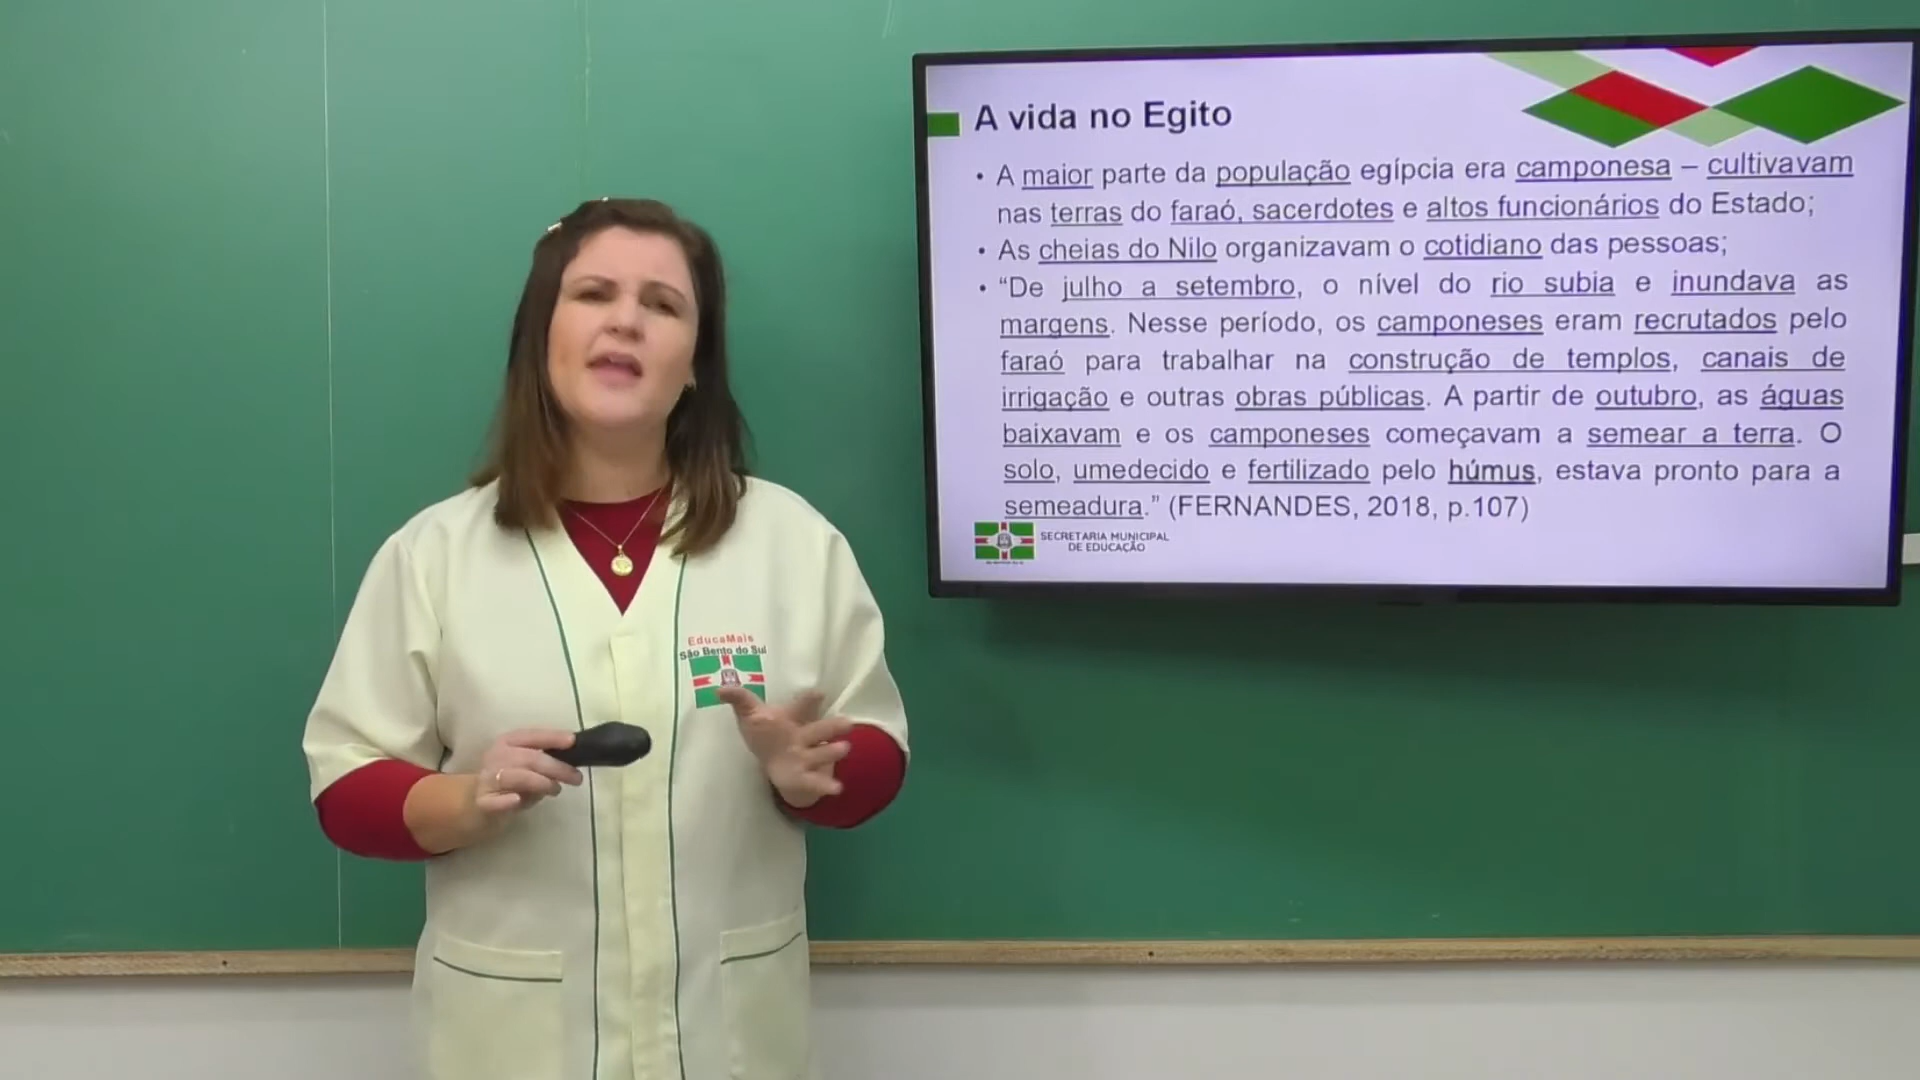 A vida no Egito
• A maior parte da população egípcia era camponesa – cultivavam
nas terras do faraó, sacerdotes e altos funcionários do Estado;
• As cheias do Nilo organizavam o cotidiano das pessoas;
• “De julho a setembro, o nível do rio subia e inundava as
margens. Nesse período, os camponeses eram recrutados pelo
faraó para trabalhar na construção de templos, canais de
irrigação e outras obras públicas. A partir de outubro, as águas
baixavam e os camponeses começavam a semear a terra. O
solo, umedecido e fertilizado pelo húmus, estava pronto para a
semeadura.” (FERNANDES, 2018, p.107)
SECRETARIA MUNICIPAL
DE EDUCAÇÃO
EducaMais
São Bento do Sul